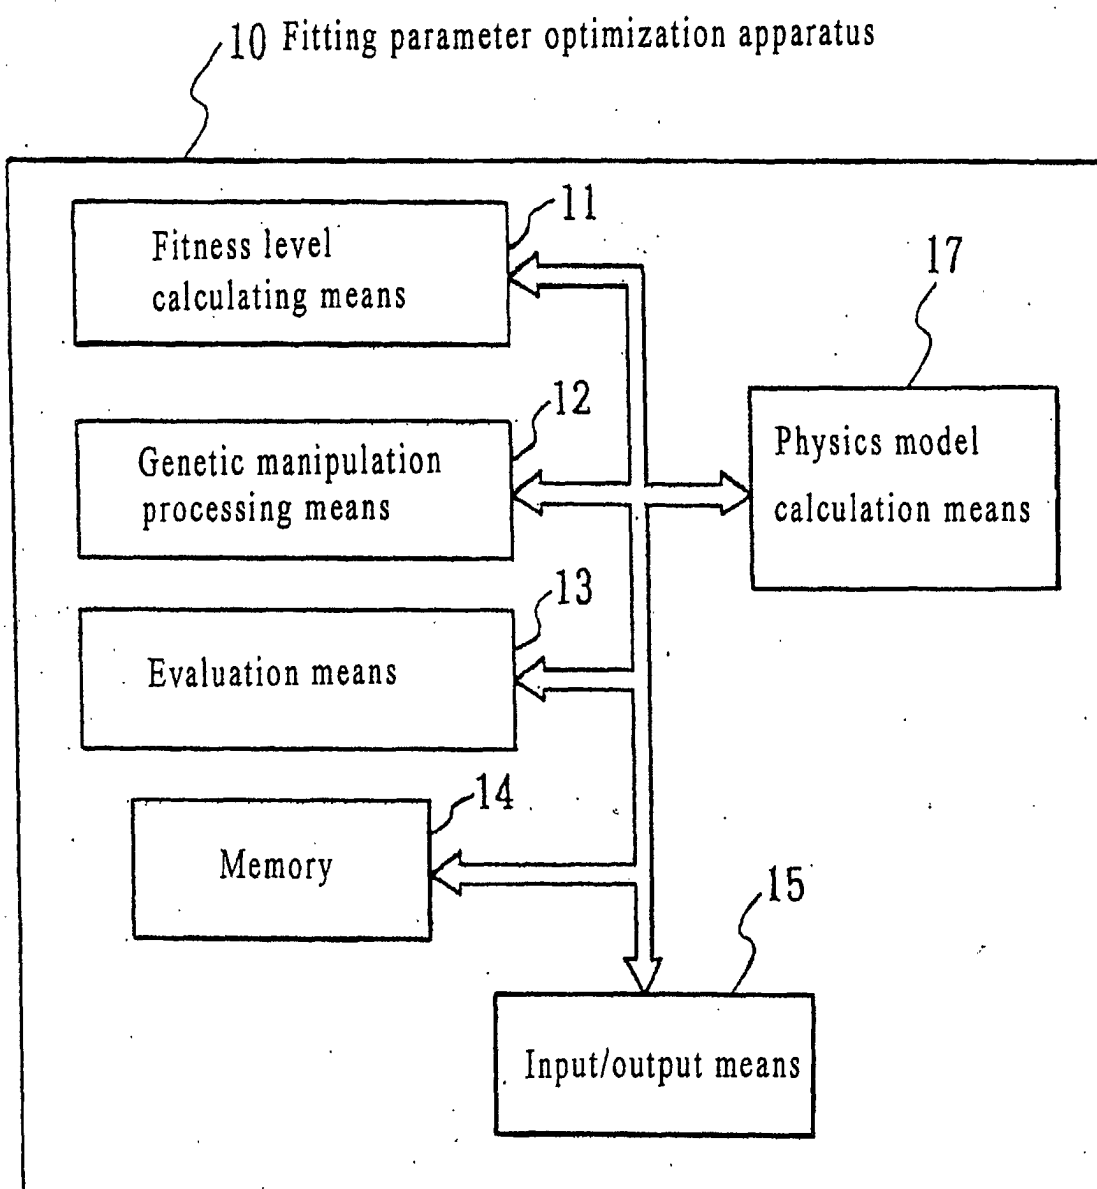 10 Fitting parameter optimization apparatus
11
Fitness level
calculating means
17
12
Genetic manipulation
processing means
Physics model
calculation means
13
Evaluation means
14
Memory
15
Input/output means